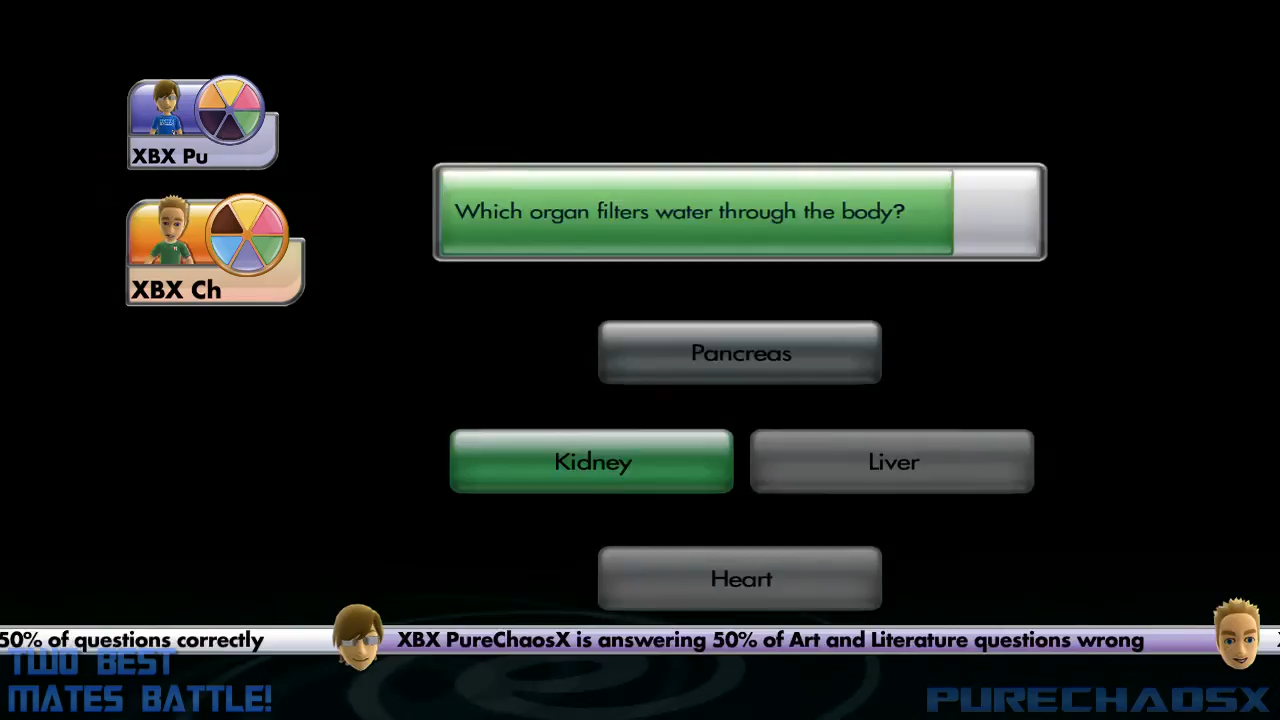 XBX Pu
XBX Ch
Which organ filters water through the body?
Pancreas
Kidney
Liver
Heart
50% of questions correctly
XBX PureChaosX is answering 50% of Art and Literature questions wrong
TWO BEST
MATES BATTLE!
PURECHAOSX